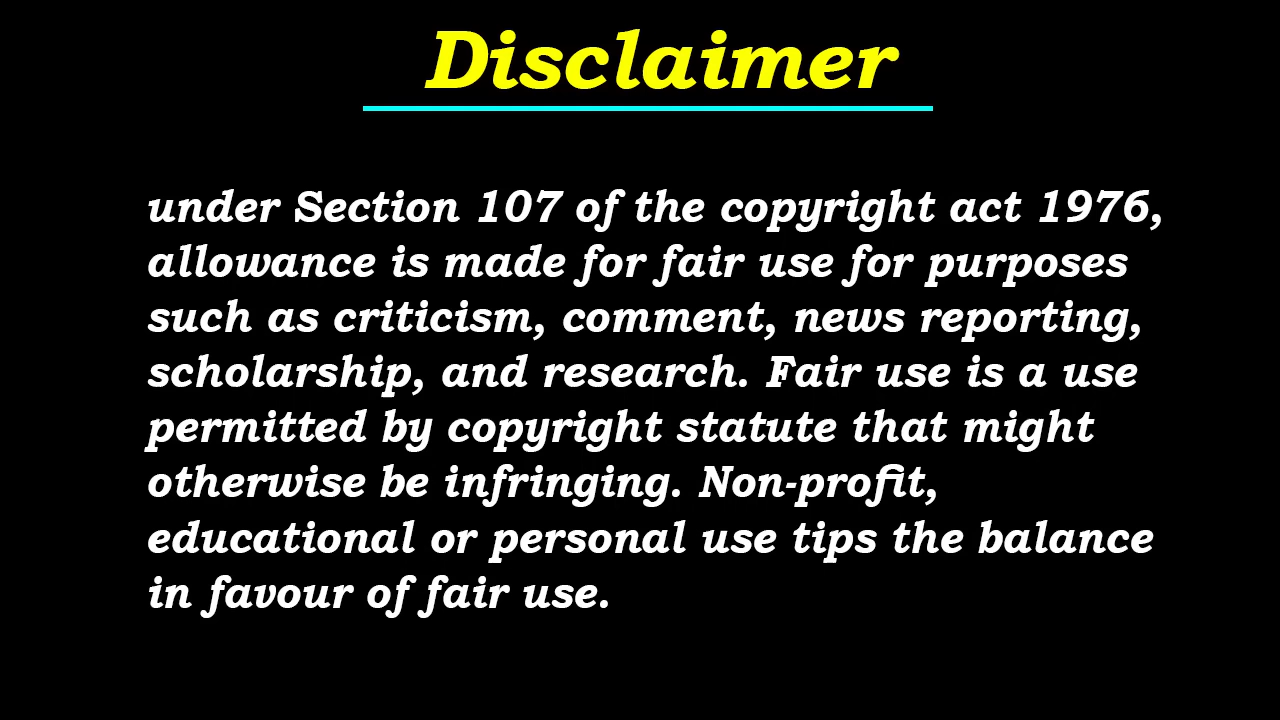 Disclaimer
under Section 107 of the copyright act 1976,
allowance is made for fair use for purposes
such as criticism, comment, news reporting,
scholarship, and research. Fair use is a use
permitted by copyright statute that might
otherwise be infringing. Non-profit,
educational or personal use tips the balance
in favour of fair use.